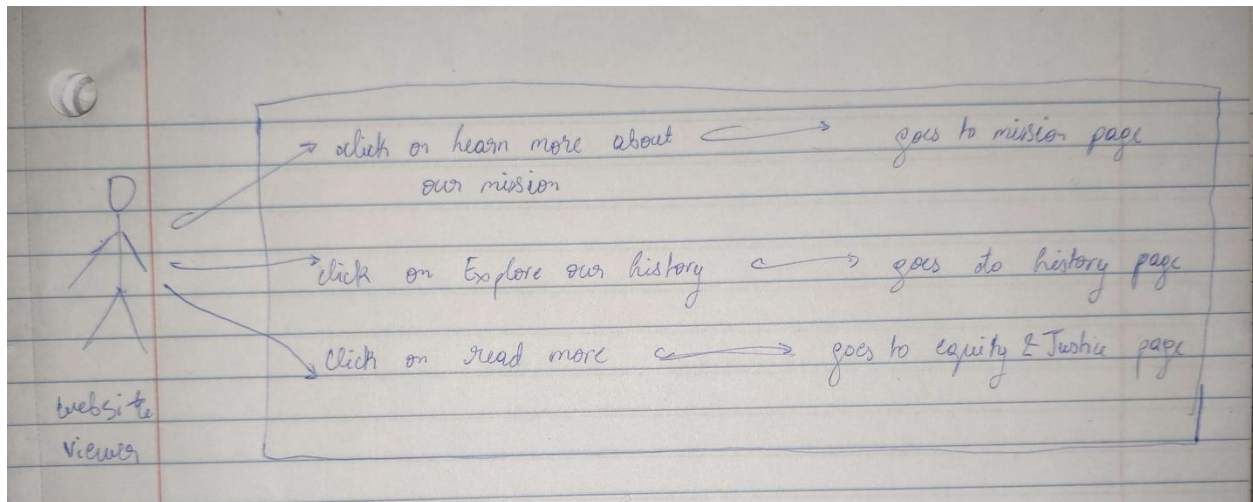 click on learn more about goes to mission page
our mission
click on Explore our history goes to history page
Click on read more goes to equity & Justice page
website
viewer